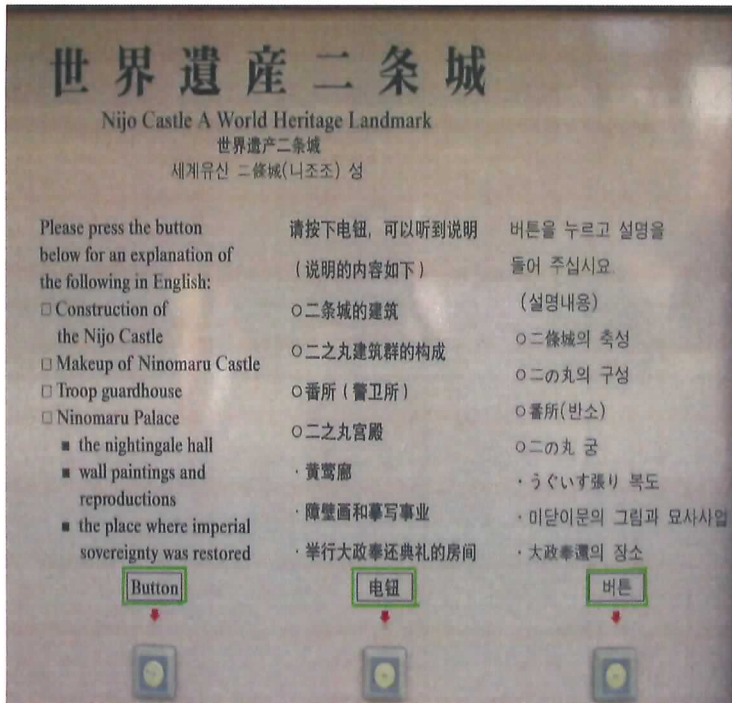 世界遺産二条城
Nijo Castle A World Heritage Landmark
世界遗产二条城
세계유산 二條城(니조조) 성
Please press the button
below for an explanation of
the following in English:
□ Construction of
the Nijo Castle
□ Makeup of Ninomaru Castle
□ Troop guardhouse
□ Ninomaru Palace
■ the nightingale hall
■ wall paintings and
reproductions
■ the place where imperial
sovereignty was restored
Button
请按下电钮，可以听到说明
（说明的内容如下）
○二条城的建筑
○二之丸建筑群的构成
○番所（警卫所）
○二之丸宫殿
·黄莺廊
·障壁画和摹写事业
·举行大政奉还典礼的房间
电钮
버튼을 누르고 설명을
들어 주십시요
(설명내용)
○二條城의 축성
○二の丸의 구성
○番所(반소)
○二の丸 궁
·うぐいす張り 복도
·미닫이문의 그림과 묘사사업
·大政奉還의 장소
버튼